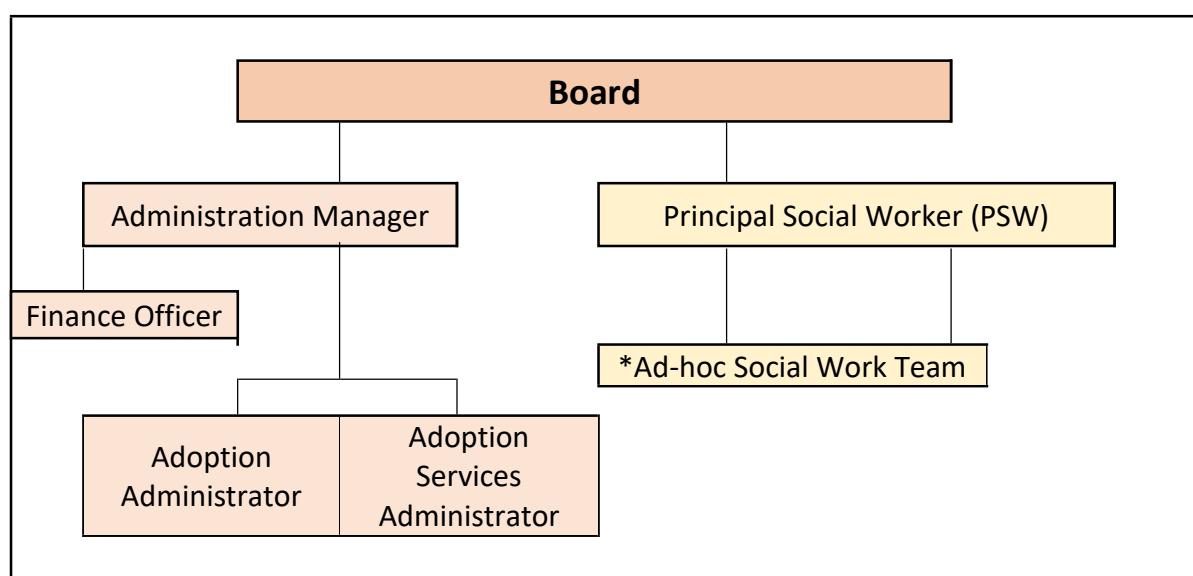 Board
Administration Manager
Principal Social Worker (PSW)
Finance Officer
*Ad-hoc Social Work Team
Adoption
Administrator
Adoption
Services
Administrator